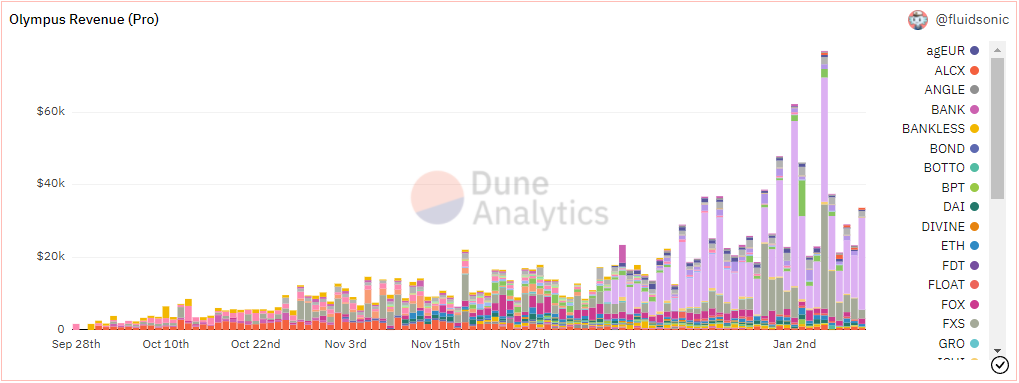 Olympus Revenue (Pro)
@fluidsonic
$60k
$40k
$20k
0
Sep 28th
Oct 10th
Oct 22nd
Nov 3rd
Nov 15th
Nov 27th
Dec 9th
Dec 21st
Jan 2nd
Dune
Analytics
agEUR
ALCX
ANGLE
BANK
BANKLESS
BOND
BOTTO
BPT
DAI
DIVINE
ETH
FDT
FLOAT
FOX
FXS
GRO